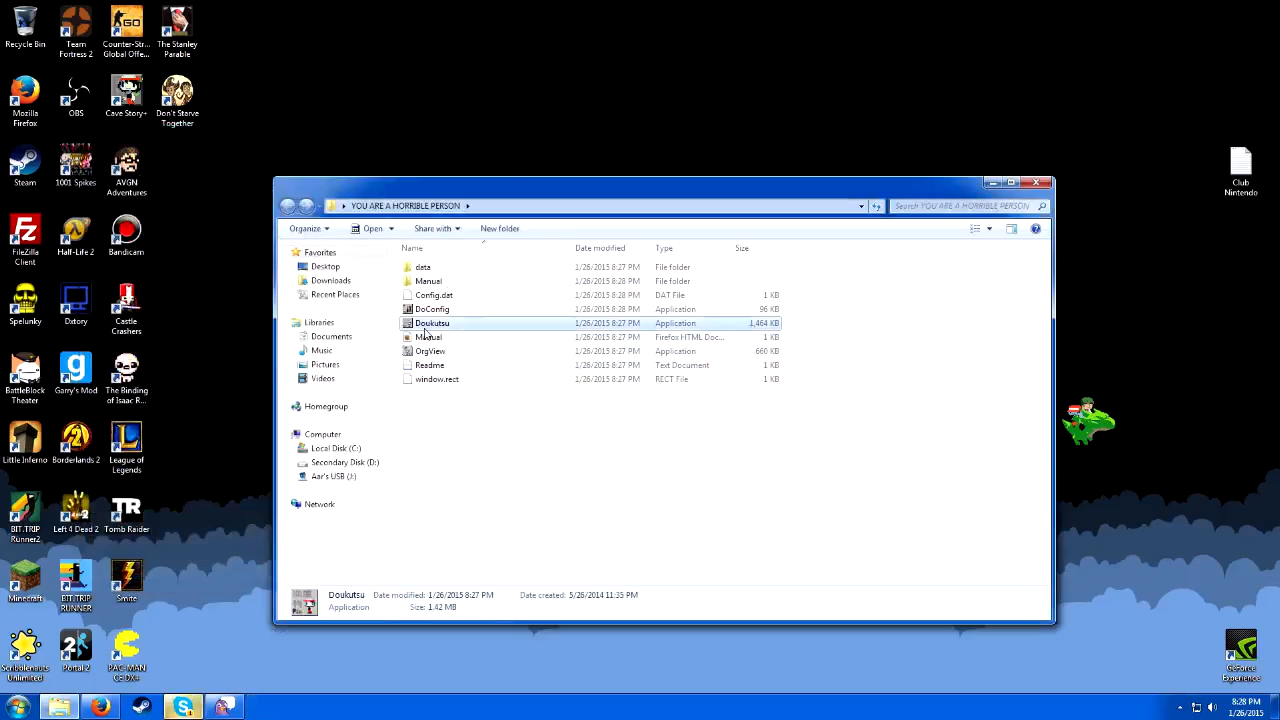 Recycle Bin
Team
Fortress 2
Counter-Str...
Global Offe...
The Stanley
Parable
Mozilla
Firefox
OBS
Cave Story+
Don't Starve
Together
Steam
1001 Spikes
AVGN
Adventures
FileZilla
Client
Half-Life 2
Bandicam
Spelunky
Dxtory
Castle
Crashers
BattleBlock
Theater
Garry's Mod
The Binding
of Isaac R...
Little Inferno
Borderlands 2
League of
Legends
BIT.TRIP
Runner2
Left 4 Dead 2
Tomb Raider
Minecraft
BIT.TRIP
RUNNER
Smite
Scribblenauts
Unlimited
Portal 2
PAC-MAN
CE DX+
Club
Nintendo
GeForce
Experience
YOU ARE A HORRIBLE PERSON
Search YOU ARE A HORRIBLE PERSON
Organize
Open
Share with
New folder
Favorites
Desktop
Downloads
Recent Places
Libraries
Documents
Music
Pictures
Videos
Homegroup
Computer
Local Disk (C:)
Secondary Disk (D:)
Aar's USB (J:)
Network
Name Date modified Type Size
data 1/26/2015 8:27 PM File folder
Manual 1/26/2015 8:28 PM File folder
Config.dat 1/26/2015 8:28 PM DAT File 1 KB
DoConfig 1/26/2015 8:28 PM Application 96 KB
Doukutsu 1/26/2015 8:27 PM Application 1,464 KB
Manual 1/26/2015 8:27 PM Firefox HTML Doc... 1 KB
OrgView 1/26/2015 8:27 PM Application 660 KB
Readme 1/26/2015 8:27 PM Text Document 1 KB
window.rect 1/26/2015 8:27 PM RECT File 1 KB
Doukutsu Date modified: 1/26/2015 8:27 PM Date created: 5/26/2014 11:35 PM
Application Size: 1.42 MB
8:28 PM
1/26/2015